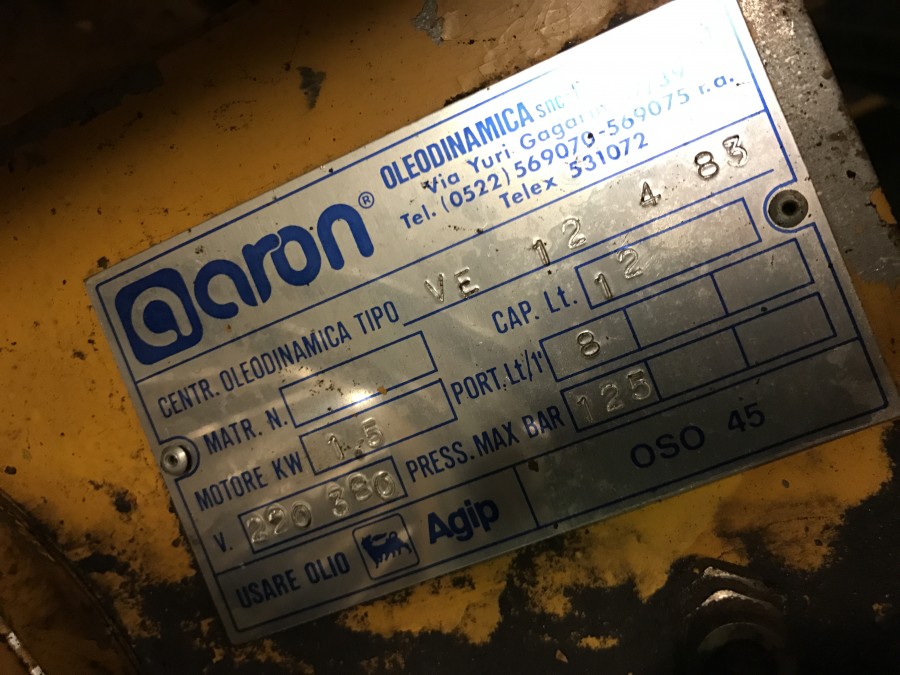 aaron®
OLEODINAMICA snc
Via Yuri Gagarin
Tel. (0522) 569070-569075 r.a.
Telex 531072
CENTR. OLEODINAMICA TIPO VE 12 4 83
MATR. N. CAP. Lt. 12
MOTORE KW 1.5 PORT. Lt/1' 8
V. 220 380 PRESS. MAX BAR 125
USARE OLIO Agip OSO 45